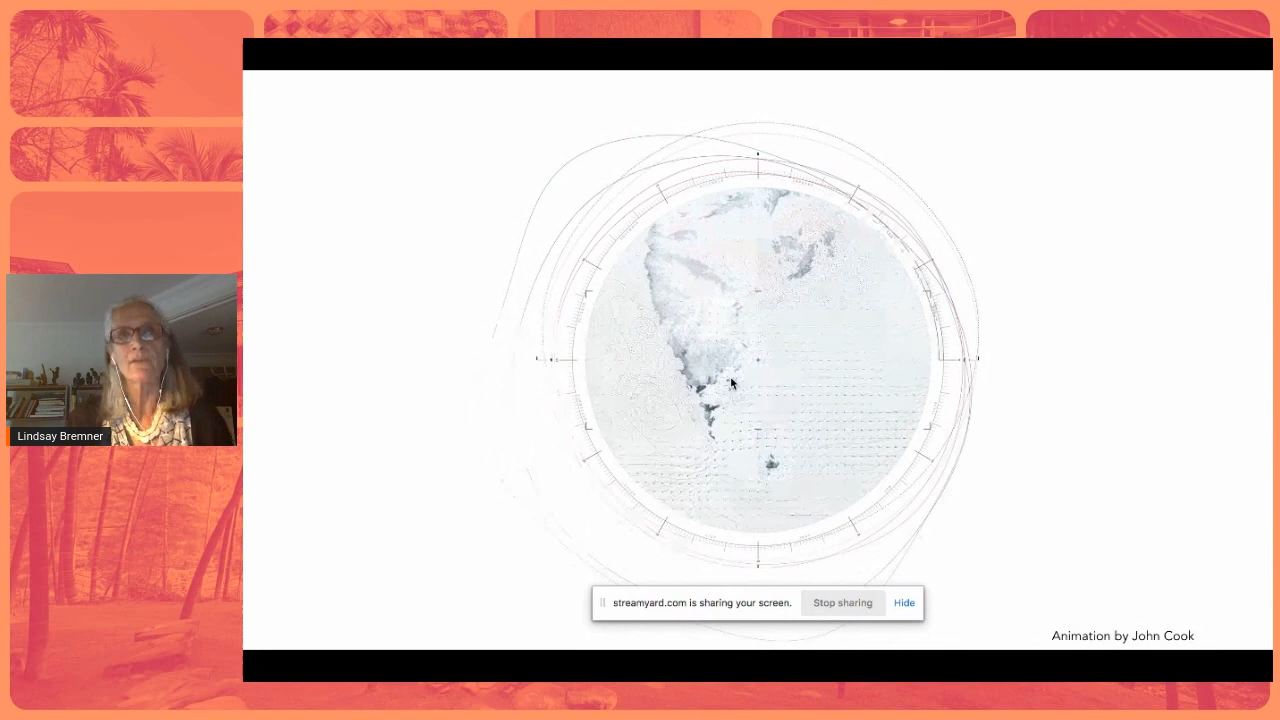 Lindsay Bremner
streamyard.com is sharing your screen. Stop sharing Hide
Animation by John Cook